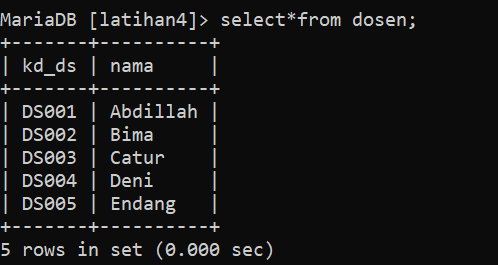 MariaDB [latihan4]> select*from dosen;
+-------+----------+
| kd_ds | nama     |
+-------+----------+
| DS001 | Abdillah |
| DS002 | Bima     |
| DS003 | Catur    |
| DS004 | Deni     |
| DS005 | Endang   |
+-------+----------+
5 rows in set (0.000 sec)